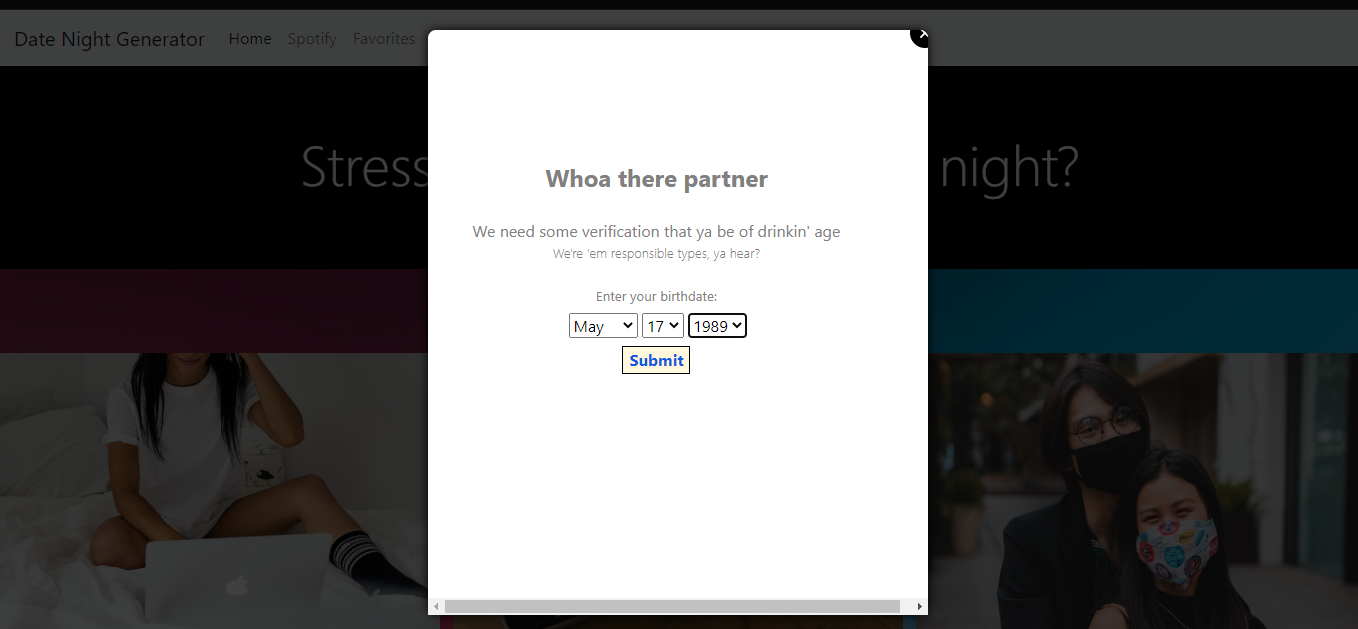 Date Night Generator Home Spotify Favorites
Stress night?
Whoa there partner
We need some verification that ya be of drinkin' age
We're 'em responsible types, ya hear?
Enter your birthdate:
May 17 1989
Submit